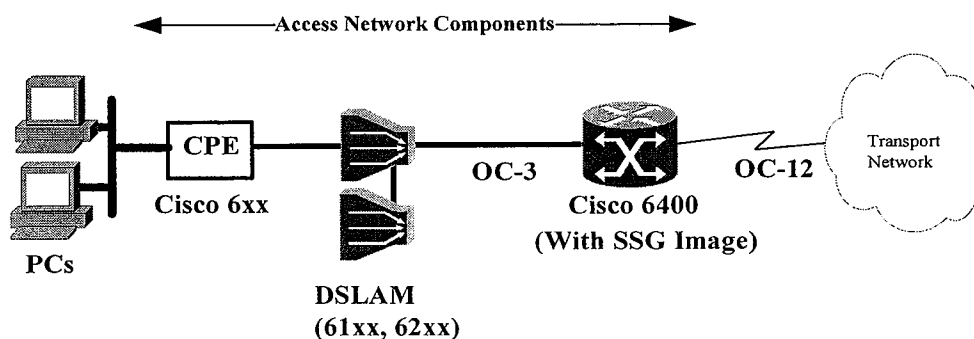 Access Network Components
CPE
Cisco 6xx
PCs
DSLAM
(61xx, 62xx)
OC-3
Cisco 6400
(With SSG Image)
OC-12
Transport
Network